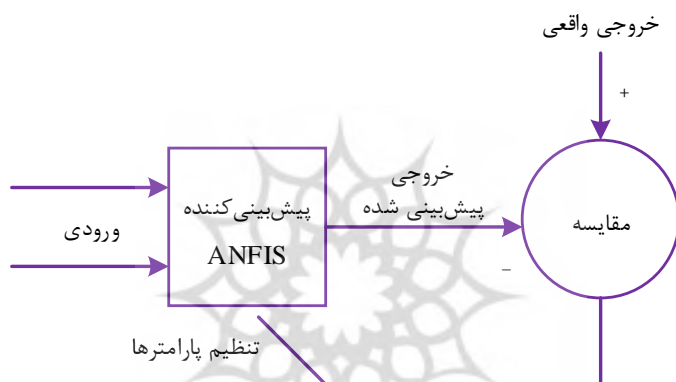 خروجی واقعی
+
خروجی
پیش‌بینی شده
پیش‌بینی‌کننده
ANFIS
ورودی
مقایسه
–
تنظیم پارامترها